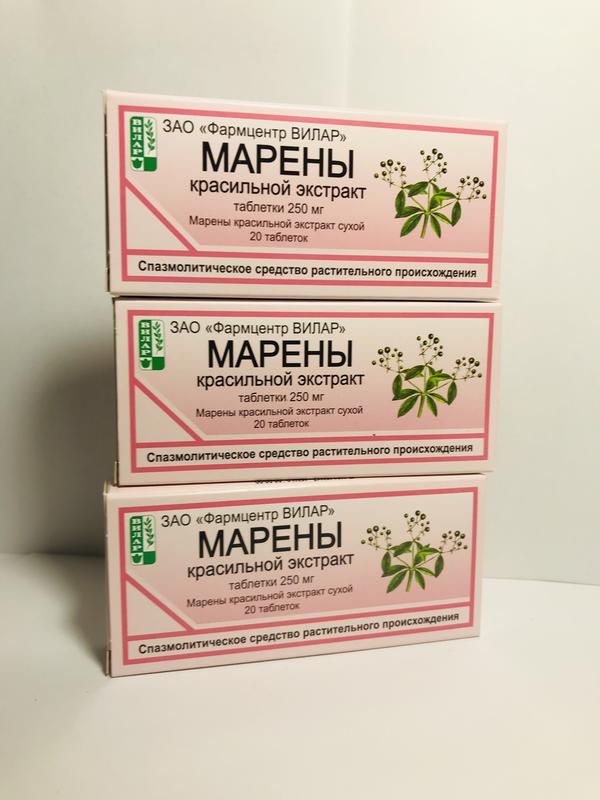 ВИЛАР
ЗАО «Фармцентр ВИЛАР»
МАРЕНЫ
красильной экстракт
таблетки 250 мг
Марены красильной экстракт сухой
20 таблеток
Спазмолитическое средство растительного происхождения
ВИЛАР
ЗАО «Фармцентр ВИЛАР»
МАРЕНЫ
красильной экстракт
таблетки 250 мг
Марены красильной экстракт сухой
20 таблеток
Спазмолитическое средство растительного происхождения
ВИЛАР
ЗАО «Фармцентр ВИЛАР»
МАРЕНЫ
красильной экстракт
таблетки 250 мг
Марены красильной экстракт сухой
20 таблеток
Спазмолитическое средство растительного происхождения